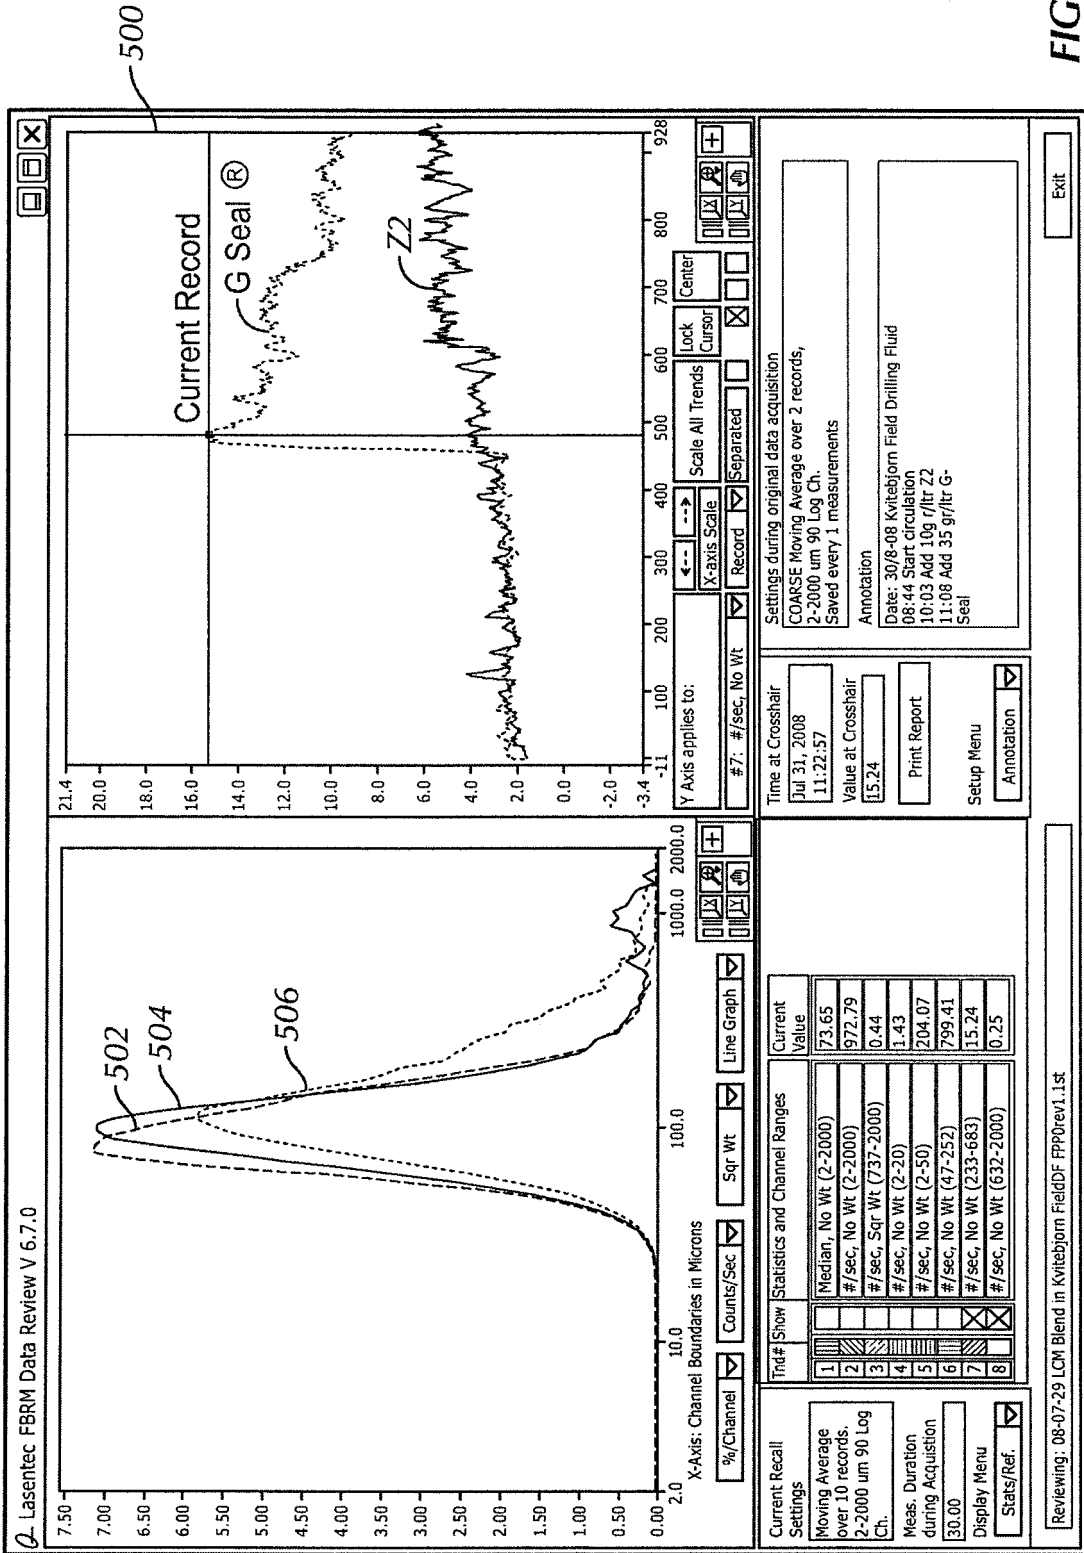 Lasentec FBRM Data Review V 6.7.0
7.50
7.00
6.50
6.00
5.50
5.00
4.50
4.00
3.50
3.00
2.50
2.00
1.50
1.00
0.50
0.00
2.0
10.0
100.0
1000.0
2000.0
502
504
506
X-Axis: Channel Boundaries in Microns
%/Channel
Counts/Sec
Sqr Wt
Line Graph
X
Y
21.4
20.0
18.0
16.0
14.0
12.0
10.0
8.0
6.0
4.0
2.0
0.0
-2.0
-3.4
-11
100
200
300
400
500
600
700
800
928
Current Record
G Seal ®
Z2
500
Y Axis applies to:
#7: #/sec, No Wt
<-- -->
X-axis Scale
Record
Scale All Trends
Separated
Lock
Cursor
Center
X
Y
Current Recall
Settings
Moving Average
over 10 records.
2-2000 um 90 Log
Ch.
Meas. Duration
during Acquistion
30.00
Display Menu
Stats/Ref.
Tnd# Show Statistics and Channel Ranges Current Value
1 Median, No Wt (2-2000) 73.65
2 #/sec, No Wt (2-2000) 972.79
3 #/sec, Sqr Wt (737-2000) 0.44
4 #/sec, No Wt (2-20) 1.43
5 #/sec, No Wt (2-50) 204.07
6 #/sec, No Wt (47-252) 799.41
7 #/sec, No Wt (233-683) 15.24
8 #/sec, No Wt (632-2000) 0.25
Time at Crosshair
Jul 31, 2008
11:22:57
Value at Crosshair
15.24
Print Report
Setup Menu
Annotation
Settings during original data acquisition
COARSE Moving Average over 2 records,
2-2000 um 90 Log Ch.
Saved every 1 measurements
Annotation
Date: 30/8-08 Kvitebjorn Field Drilling Fluid
08:44 Start circulation
10:03 Add 10g r/ltr Z2
11:08 Add 35 gr/ltr G-
Seal
Reviewing: 08-07-29 LCM Blend in Kvitebjorn FieldDF FPP0rev1.1st
Exit
FIG